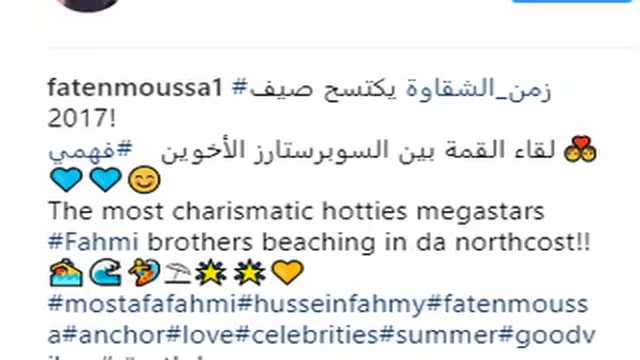 fatenmoussa1 #زمن_الشقاوة يكتسح صيف
2017!
لقاء القمة بين السوبرستارز الأخوين #فهمي 💑
💙💙😊
The most charismatic hotties megastars
#Fahmi brothers beaching in da northcost!!
🏊🌊🏄⛱🌟🌟💛
#mostafafahmi#husseinfahmy#fatenmouss
a#anchor#love#celebrities#summer#goodv